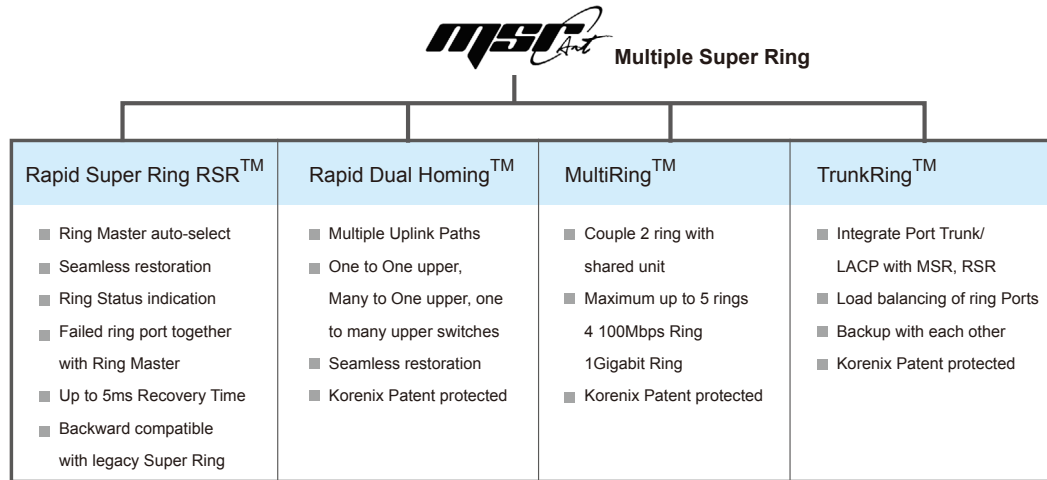 msr Ant Multiple Super Ring
Rapid Super Ring RSR™
Ring Master auto-select
Seamless restoration
Ring Status indication
Failed ring port together
with Ring Master
Up to 5ms Recovery Time
Backward compatible
with legacy Super Ring
Rapid Dual Homing™
Multiple Uplink Paths
One to One upper,
Many to One upper, one
to many upper switches
Seamless restoration
Korenix Patent protected
MultiRing™
Couple 2 ring with
shared unit
Maximum up to 5 rings
4 100Mbps Ring
1Gigabit Ring
Korenix Patent protected
TrunkRing™
Integrate Port Trunk/
LACP with MSR, RSR
Load balancing of ring Ports
Backup with each other
Korenix Patent protected